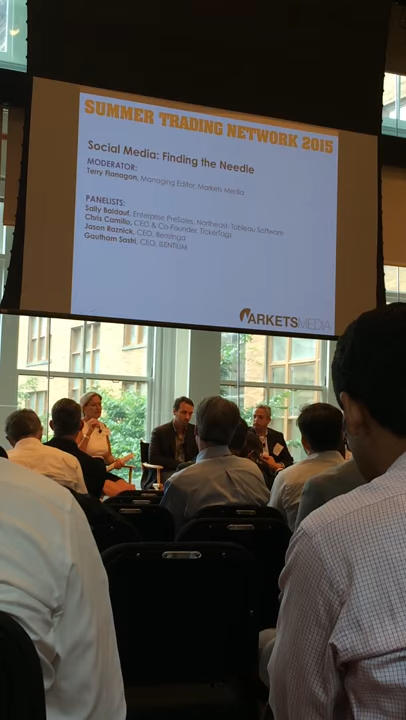 SUMMER TRADING NETWORK 2015
Social Media: Finding the Needle
MODERATOR:
Terry Flanagan, Managing Editor, Markets Media
PANELISTS:
Sally Baldauf, Enterprise PreSales, Northeast, Tableau Software
Chris Camillo, CEO & Co-Founder, TickerTags
Jason Raznick, CEO, Benzinga
Gautham Sastri, CEO, iSENTIUM
MARKETSMEDIA